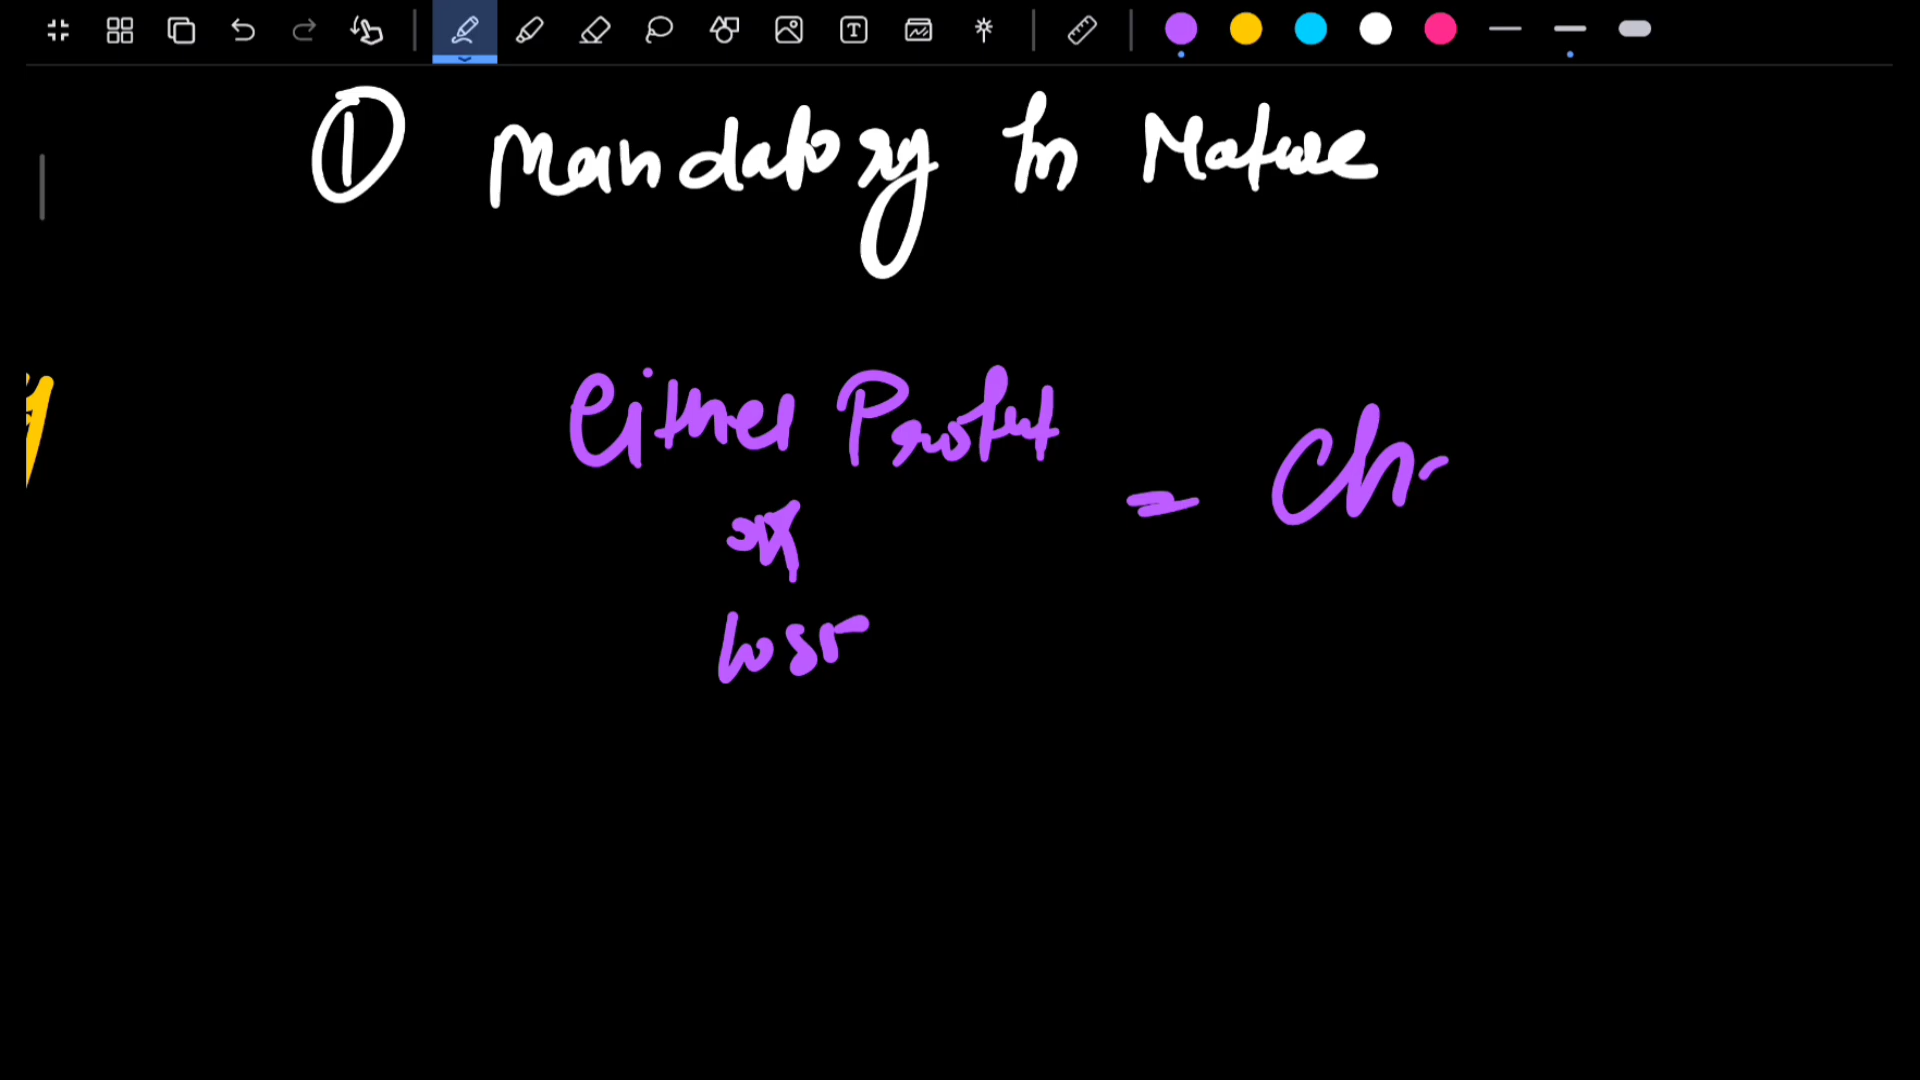 ① Mandatory In Nature
Either Profit
= Ch
or
loss